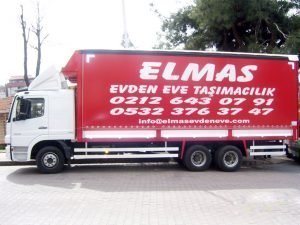 ELMAS
EVDEN EVE TAŞIMACILIK
0212 643 07 91
0532 376 37 47
info@elmasevdeneve.com